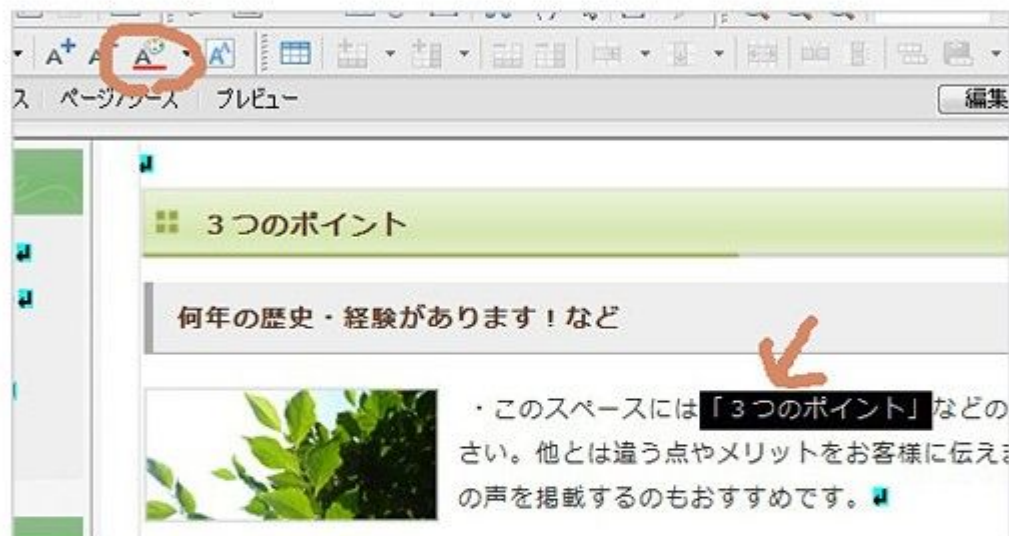 ス ページ/ソース プレビュー 編集
3つのポイント
何年の歴史・経験があります!など
・このスペースには「3つのポイント」などの
さい。他とは違う点やメリットをお客様に伝えま
の声を掲載するのもおすすめです。